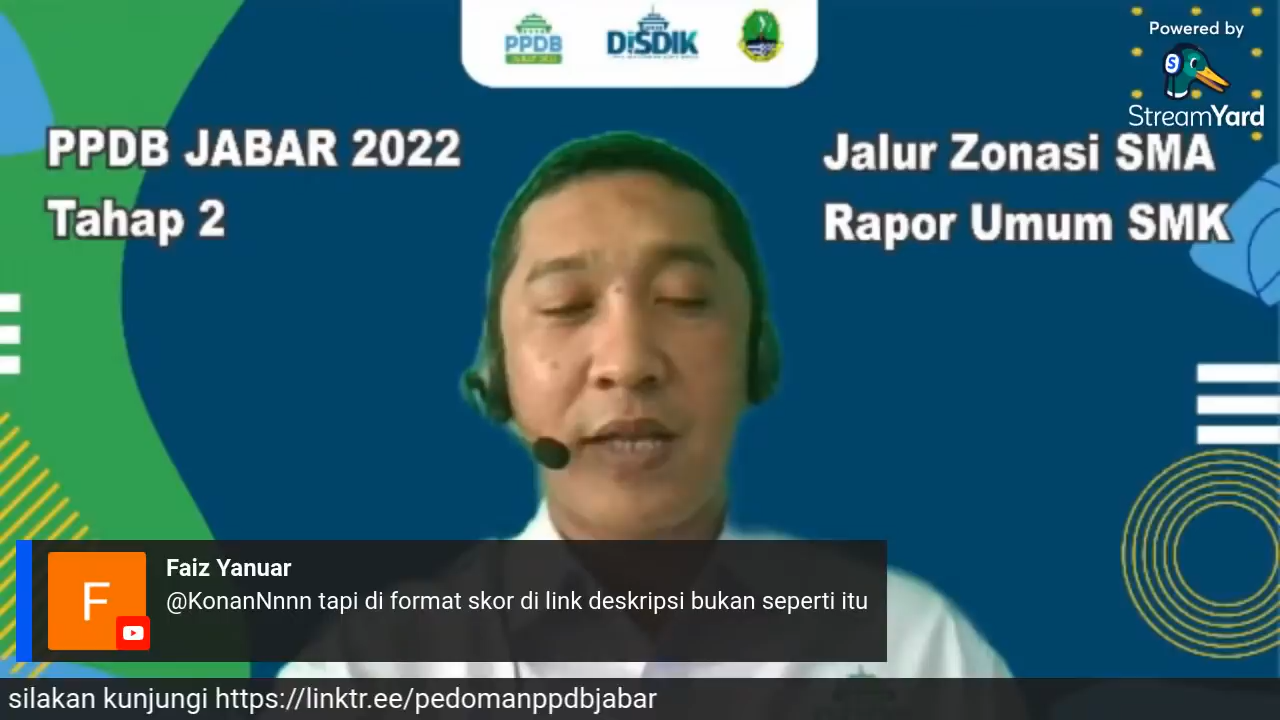 PPDB
DISDIK
Powered by
StreamYard
PPDB JABAR 2022
Tahap 2
Jalur Zonasi SMA
Rapor Umum SMK
F
Faiz Yanuar
@KonanNnnn tapi di format skor di link deskripsi bukan seperti itu
silakan kunjungi https://linktr.ee/pedomanppdbjabar